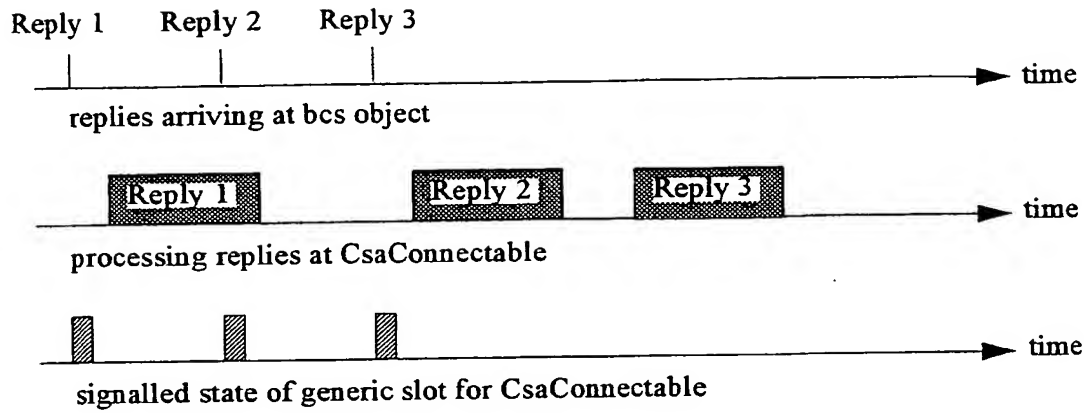 Reply 1 Reply 2 Reply 3
time
replies arriving at bcs object
Reply 1 Reply 2 Reply 3
time
processing replies at CsaConnectable
time
signalled state of generic slot for CsaConnectable